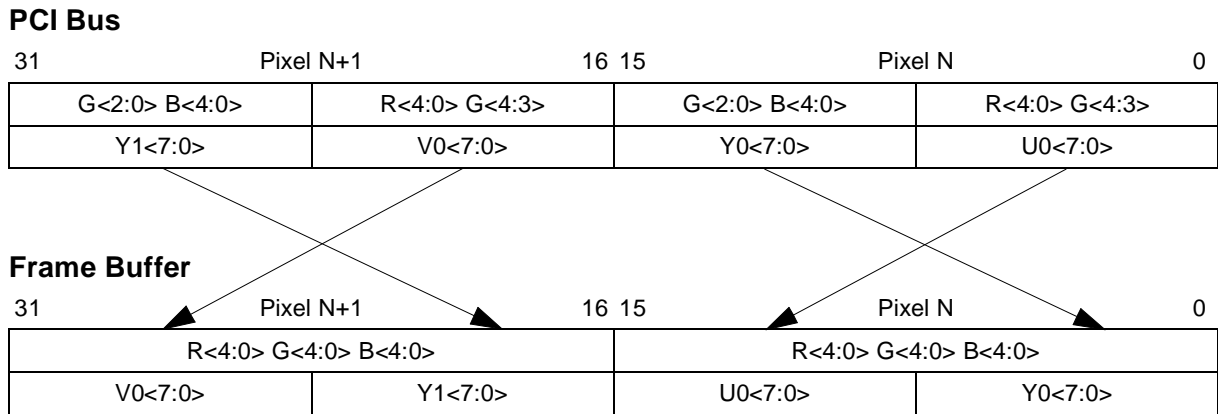 PCI Bus
31 Pixel N+1 16 15 Pixel N 0
G<2:0> B<4:0> R<4:0> G<4:3> G<2:0> B<4:0> R<4:0> G<4:3>
Y1<7:0> V0<7:0> Y0<7:0> U0<7:0>
Frame Buffer
31 Pixel N+1 16 15 Pixel N 0
R<4:0> G<4:0> B<4:0> R<4:0> G<4:0> B<4:0>
V0<7:0> Y1<7:0> U0<7:0> Y0<7:0>